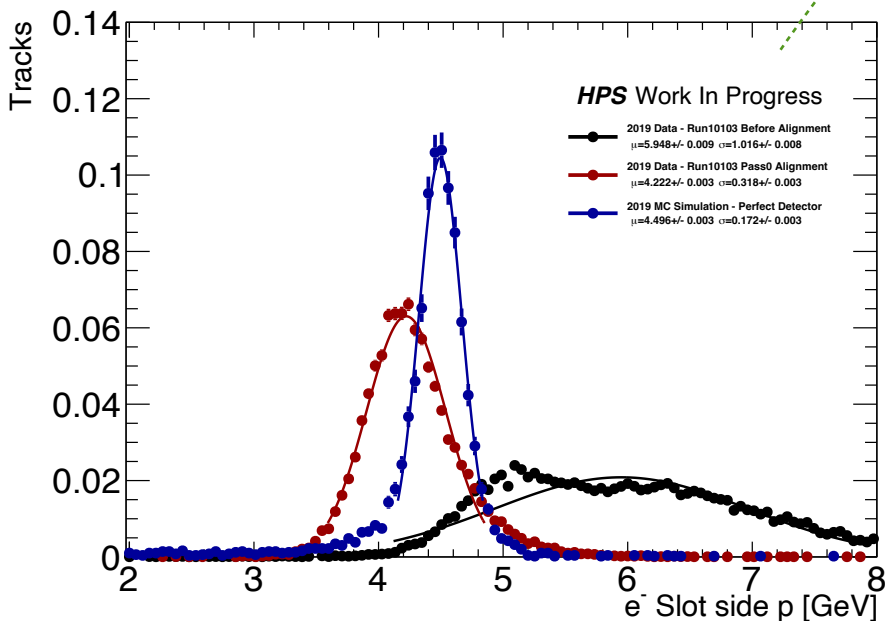 0.14
0.12
0.1
0.08
0.06
0.04
0.02
0
Tracks
HPS Work In Progress
2019 Data - Run10103 Before Alignment
μ=5.948+/- 0.009 σ=1.016+/- 0.008
2019 Data - Run10103 Pass0 Alignment
μ=4.222+/- 0.003 σ=0.318+/- 0.003
2019 MC Simulation - Perfect Detector
μ=4.496+/- 0.003 σ=0.172+/- 0.003
2 3 4 5 6 7 8
e⁻ Slot side p [GeV]